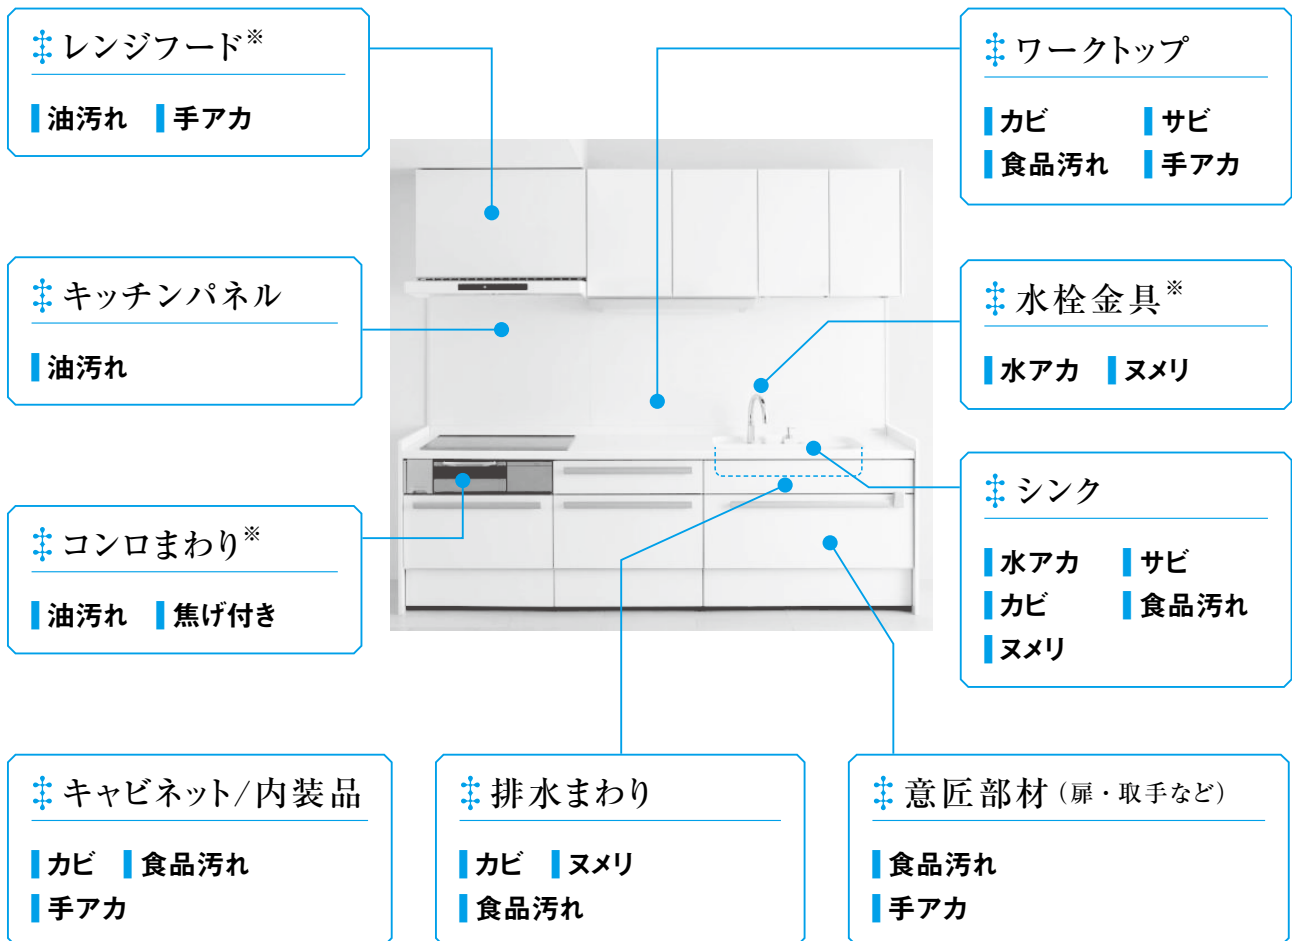 レンジフード※
油汚れ 手アカ
キッチンパネル
油汚れ
コンロまわり※
油汚れ 焦げ付き
ワークトップ
カビ サビ
食品汚れ 手アカ
水栓金具※
水アカ ヌメリ
シンク
水アカ サビ
カビ 食品汚れ
ヌメリ
キャビネット/内装品
カビ 食品汚れ
手アカ
排水まわり
カビ ヌメリ
食品汚れ
意匠部材（扉・取手など）
食品汚れ
手アカ